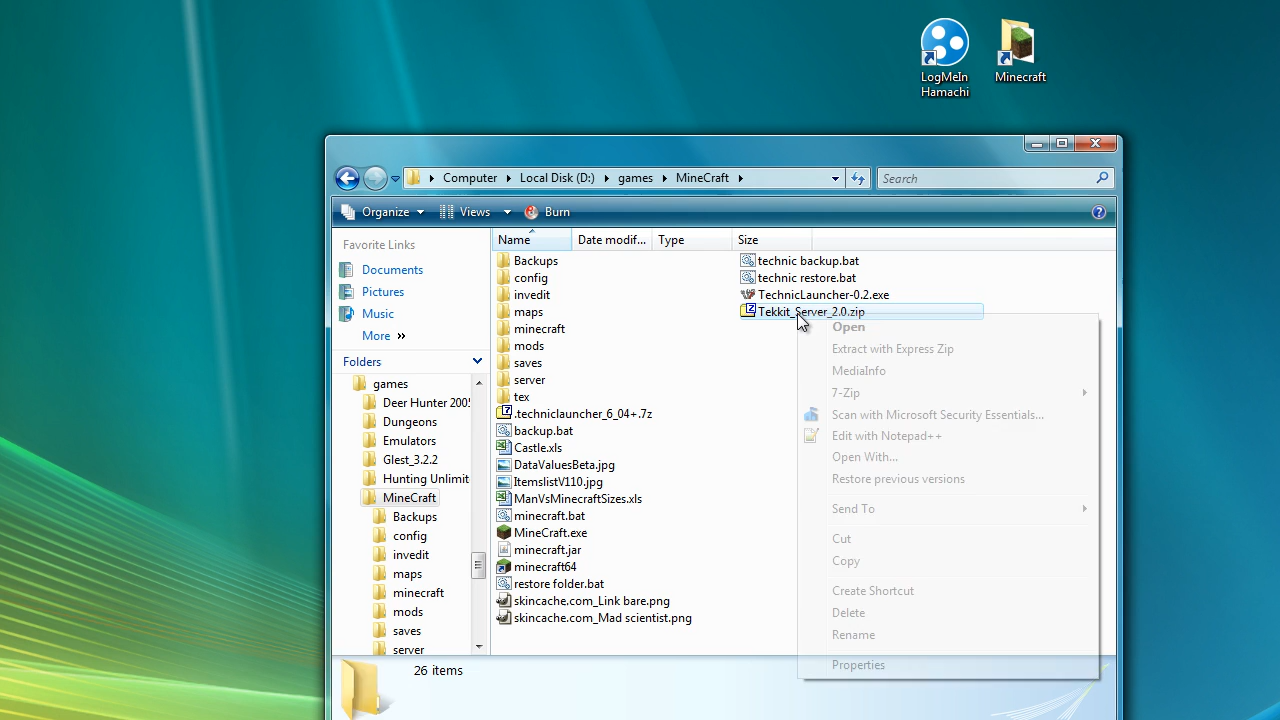 LogMeIn
Hamachi
Minecraft
Computer
Local Disk (D:)
games
MineCraft
Search
Organize
Views
Burn
Favorite Links
Documents
Pictures
Music
More
Folders
games
Deer Hunter 200
Dungeons
Emulators
Glest_3.2.2
Hunting Unlimit
MineCraft
Backups
config
invedit
maps
minecraft
mods
saves
server
Name
Date modif...
Type
Size
Backups
config
invedit
maps
minecraft
mods
saves
server
tex
.techniclauncher_6_04+.7z
backup.bat
Castle.xls
DataValuesBeta.jpg
ItemslistV110.jpg
ManVsMinecraftSizes.xls
minecraft.bat
MineCraft.exe
minecraft.jar
minecraft64
restore folder.bat
skincache.com_Link bare.png
skincache.com_Mad scientist.png
technic backup.bat
technic restore.bat
TechnicLauncher-0.2.exe
Tekkit_Server_2.0.zip
Open
Extract with Express Zip
MediaInfo
7-Zip
Scan with Microsoft Security Essentials...
Edit with Notepad++
Open With...
Restore previous versions
Send To
Cut
Copy
Create Shortcut
Delete
Rename
Properties
26 items